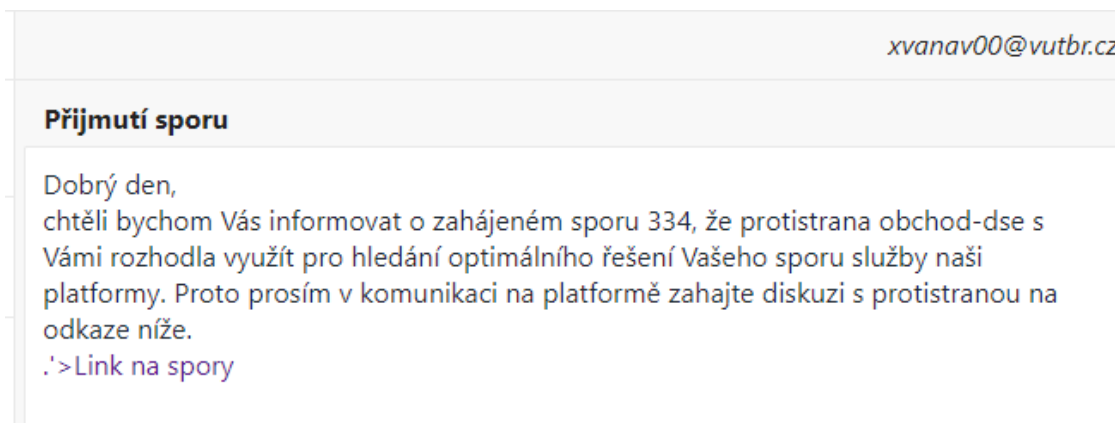 xvanav00@vutbr.cz
Přijmutí sporu
Dobrý den,
chtěli bychom Vás informovat o zahájeném sporu 334, že protistrana obchod-dse s
Vámi rozhodla využít pro hledání optimálního řešení Vašeho sporu služby naši
platformy. Proto prosím v komunikaci na platformě zahajte diskuzi s protistranou na
odkaze níže.
.'>Link na spory